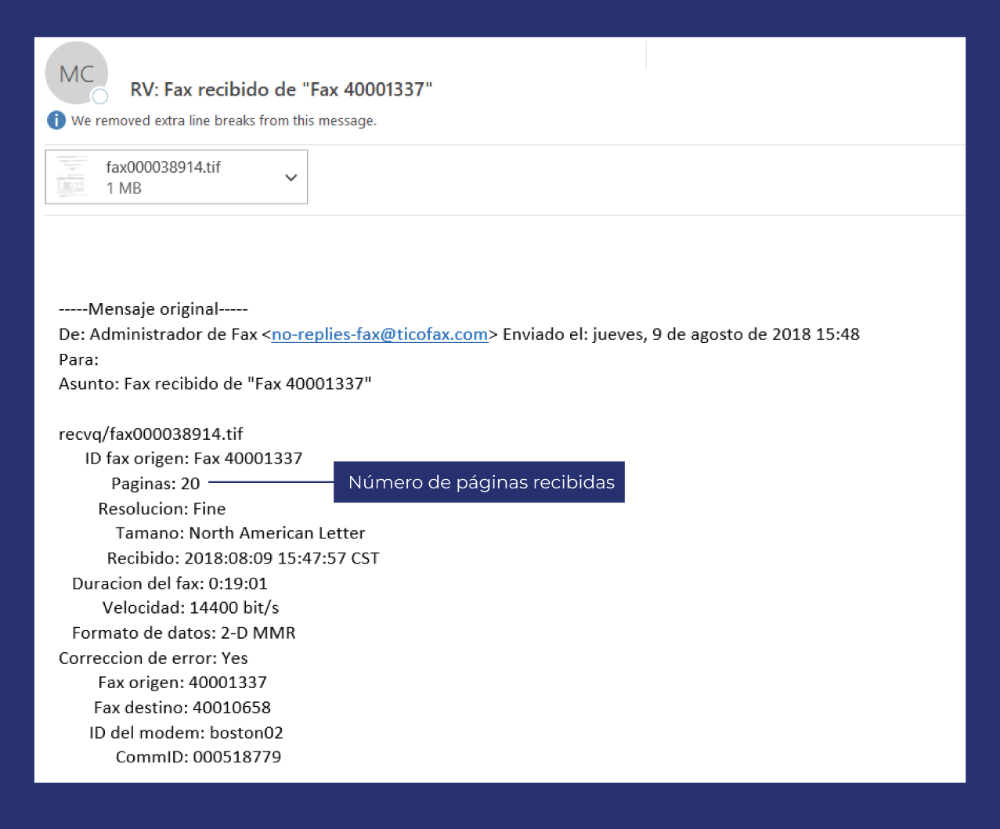 MC
RV: Fax recibido de "Fax 40001337"
i We removed extra line breaks from this message.
fax000038914.tif
1 MB
-----Mensaje original-----
De: Administrador de Fax <no-replies-fax@ticofax.com> Enviado el: jueves, 9 de agosto de 2018 15:48
Para:
Asunto: Fax recibido de "Fax 40001337"
recvq/fax000038914.tif
ID fax origen: Fax 40001337
Paginas: 20 Número de páginas recibidas
Resolucion: Fine
Tamano: North American Letter
Recibido: 2018:08:09 15:47:57 CST
Duracion del fax: 0:19:01
Velocidad: 14400 bit/s
Formato de datos: 2-D MMR
Correccion de error: Yes
Fax origen: 40001337
Fax destino: 40010658
ID del modem: boston02
CommID: 000518779